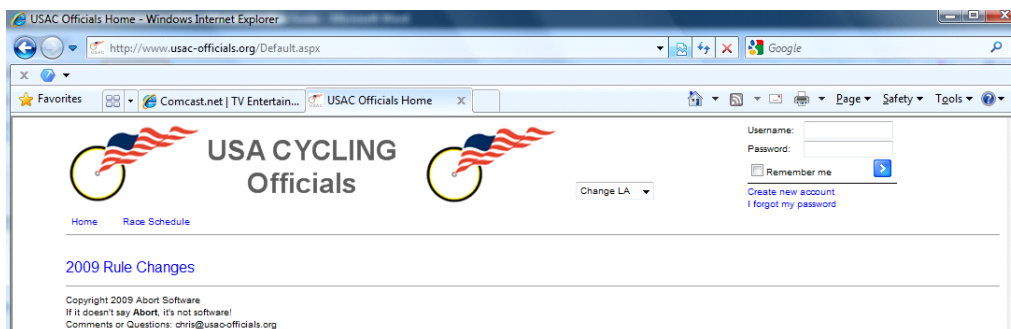 USAC Officials Home - Windows Internet Explorer
http://www.usac-officials.org/Default.aspx
Google
x
Favorites Comcast.net | TV Entertain... USAC Officials Home x Page Safety Tools
USA CYCLING
Officials
Change LA
Username:
Password:
Remember me
Create new account
I forgot my password
Home Race Schedule
2009 Rule Changes
Copyright 2009 Abort Software
If it doesn't say Abort, it's not software!
Comments or Questions: chris@usac-officials.org